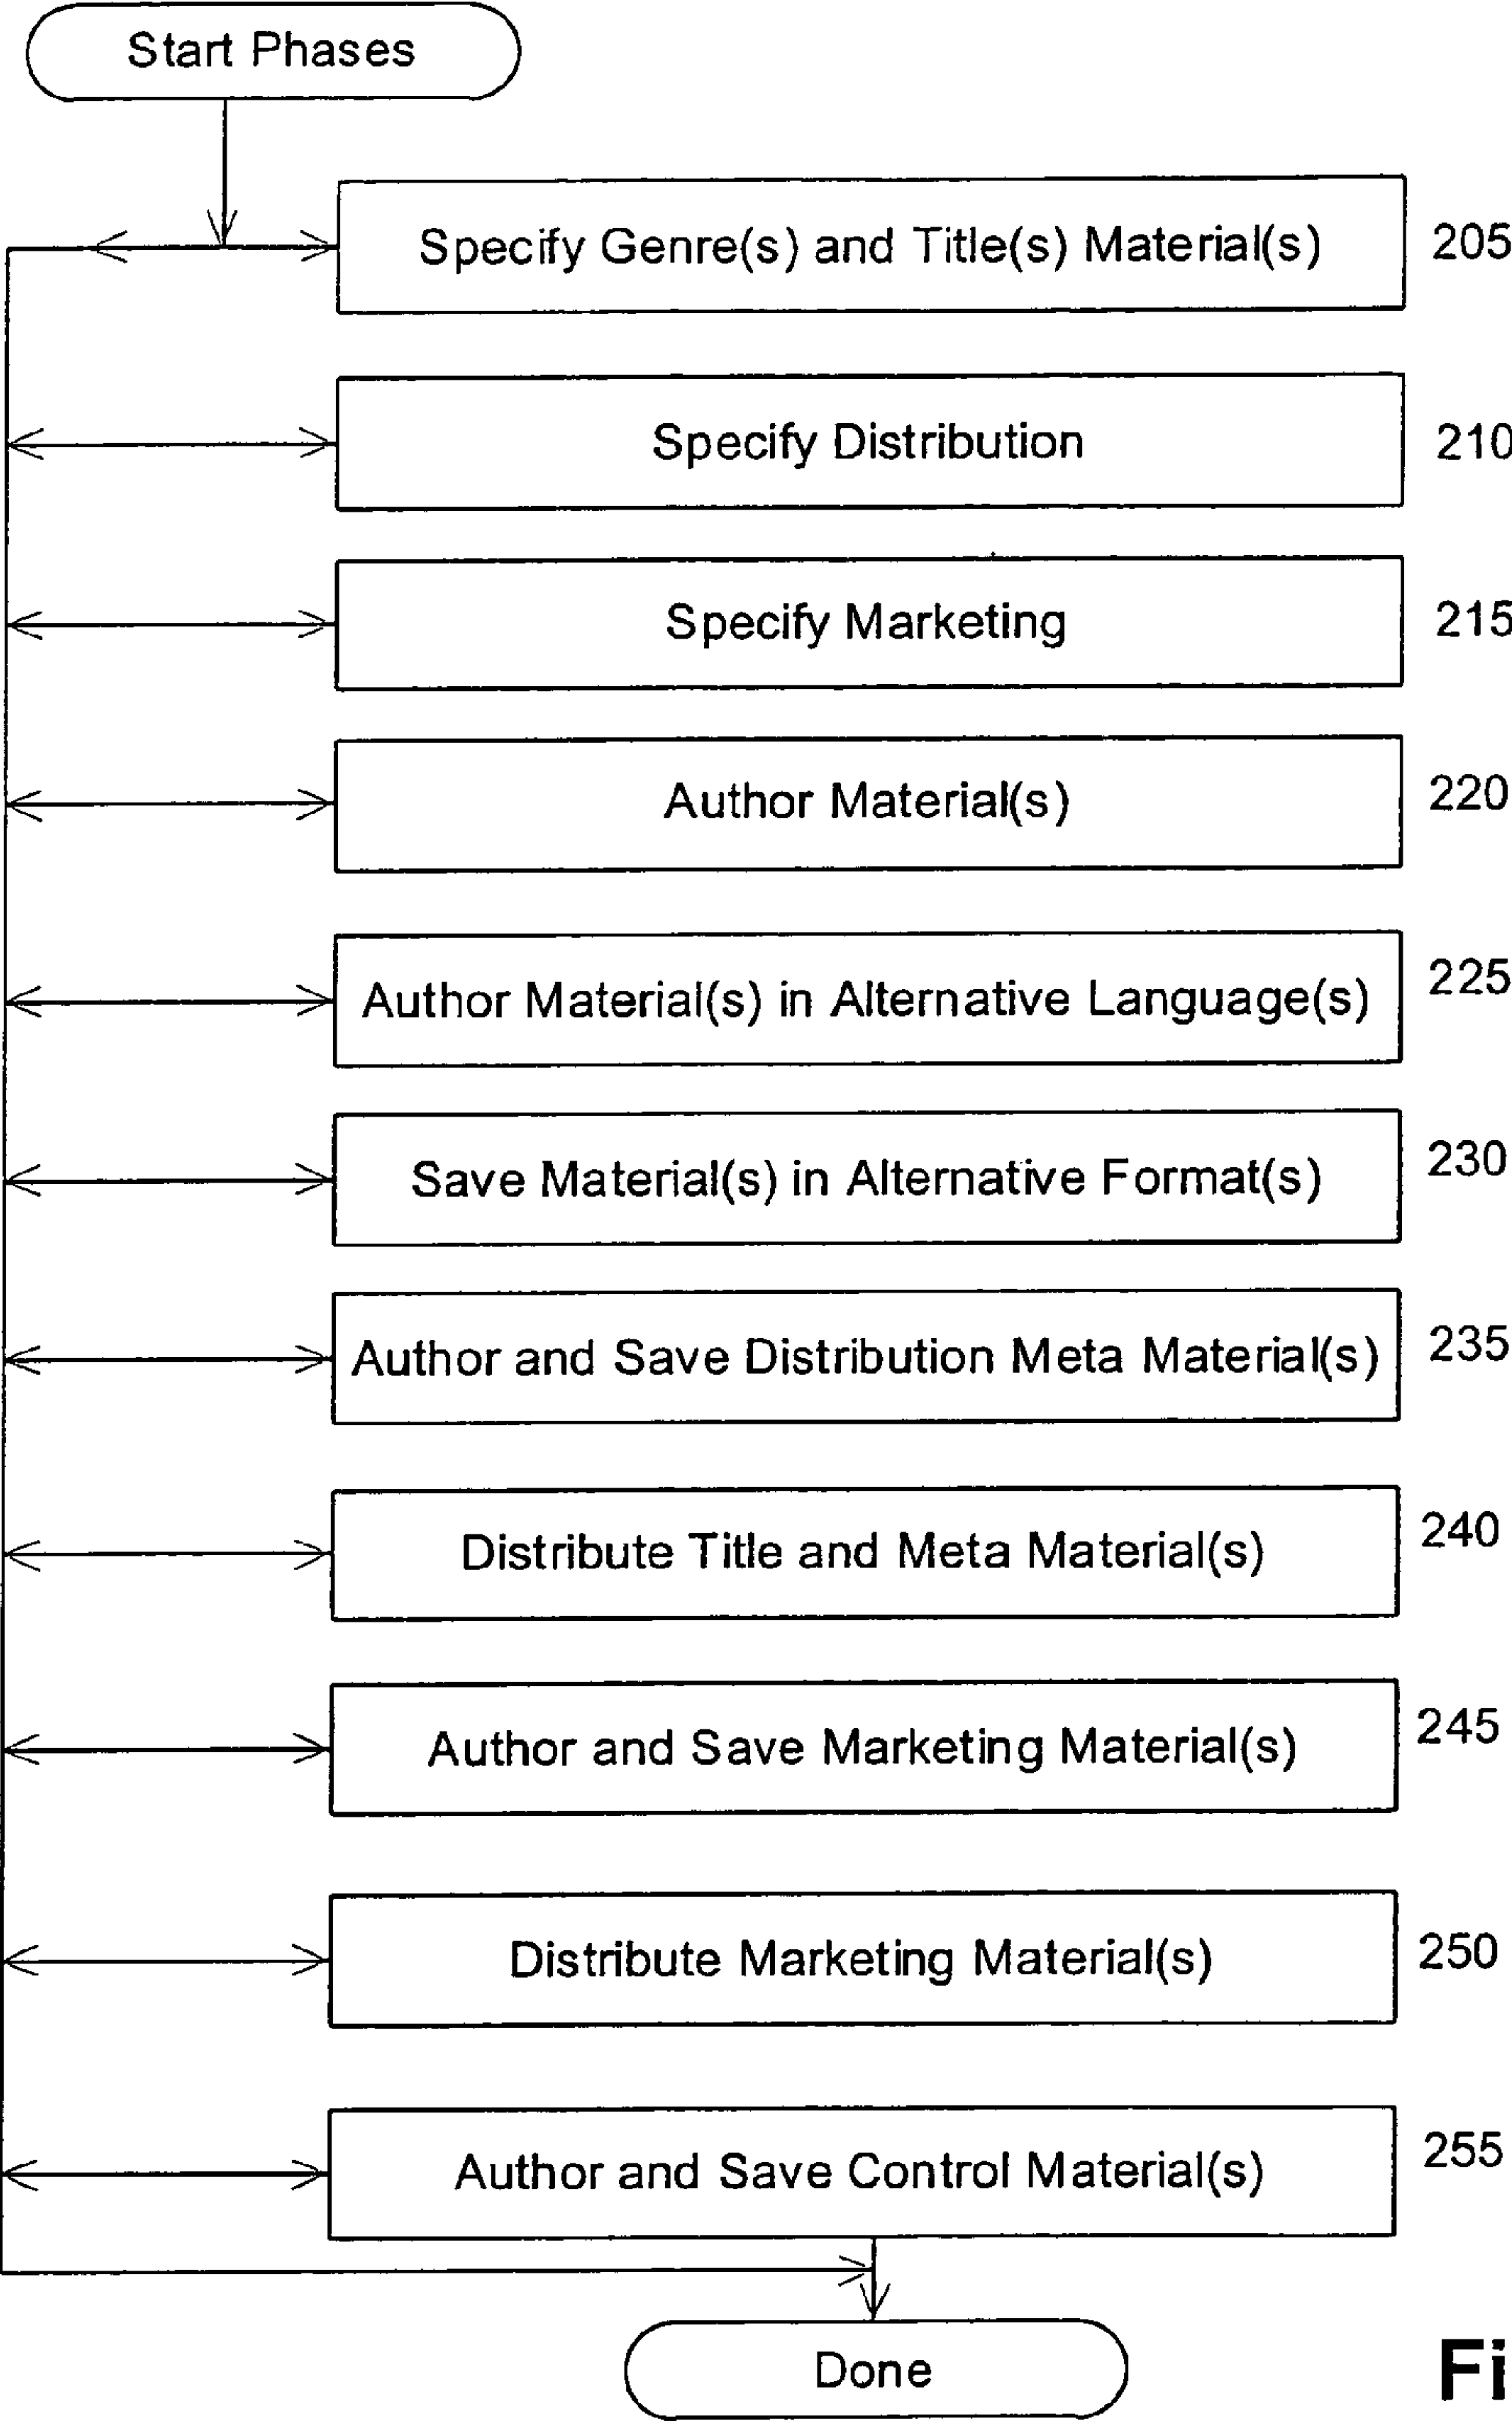 Start Phases
Specify Genre(s) and Title(s) Material(s) 205
Specify Distribution 210
Specify Marketing 215
Author Material(s) 220
Author Material(s) in Alternative Language(s) 225
Save Material(s) in Alternative Format(s) 230
Author and Save Distribution Meta Material(s) 235
Distribute Title and Meta Material(s) 240
Author and Save Marketing Material(s) 245
Distribute Marketing Material(s) 250
Author and Save Control Material(s) 255
Done
Fi